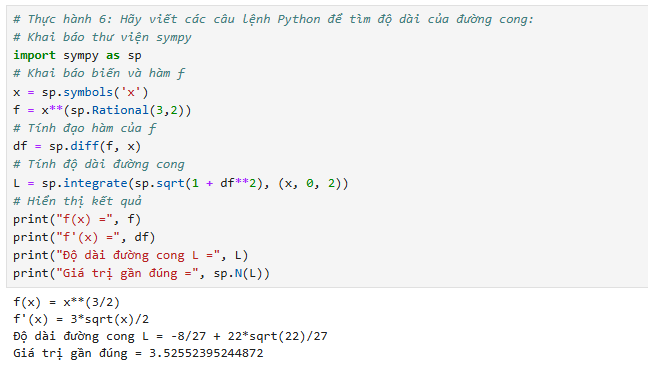 # Thực hành 6: Hãy viết các câu lệnh Python để tìm độ dài của đường cong:
# Khai báo thư viện sympy
import sympy as sp
# Khai báo biến và hàm f
x = sp.symbols('x')
f = x**(sp.Rational(3,2))
# Tính đạo hàm của f
df = sp.diff(f, x)
# Tính độ dài đường cong
L = sp.integrate(sp.sqrt(1 + df**2), (x, 0, 2))
# Hiển thị kết quả
print("f(x) =", f)
print("f'(x) =", df)
print("Độ dài đường cong L =", L)
print("Giá trị gần đúng =", sp.N(L))
f(x) = x**(3/2)
f'(x) = 3*sqrt(x)/2
Độ dài đường cong L = -8/27 + 22*sqrt(22)/27
Giá trị gần đúng = 3.52552395244872